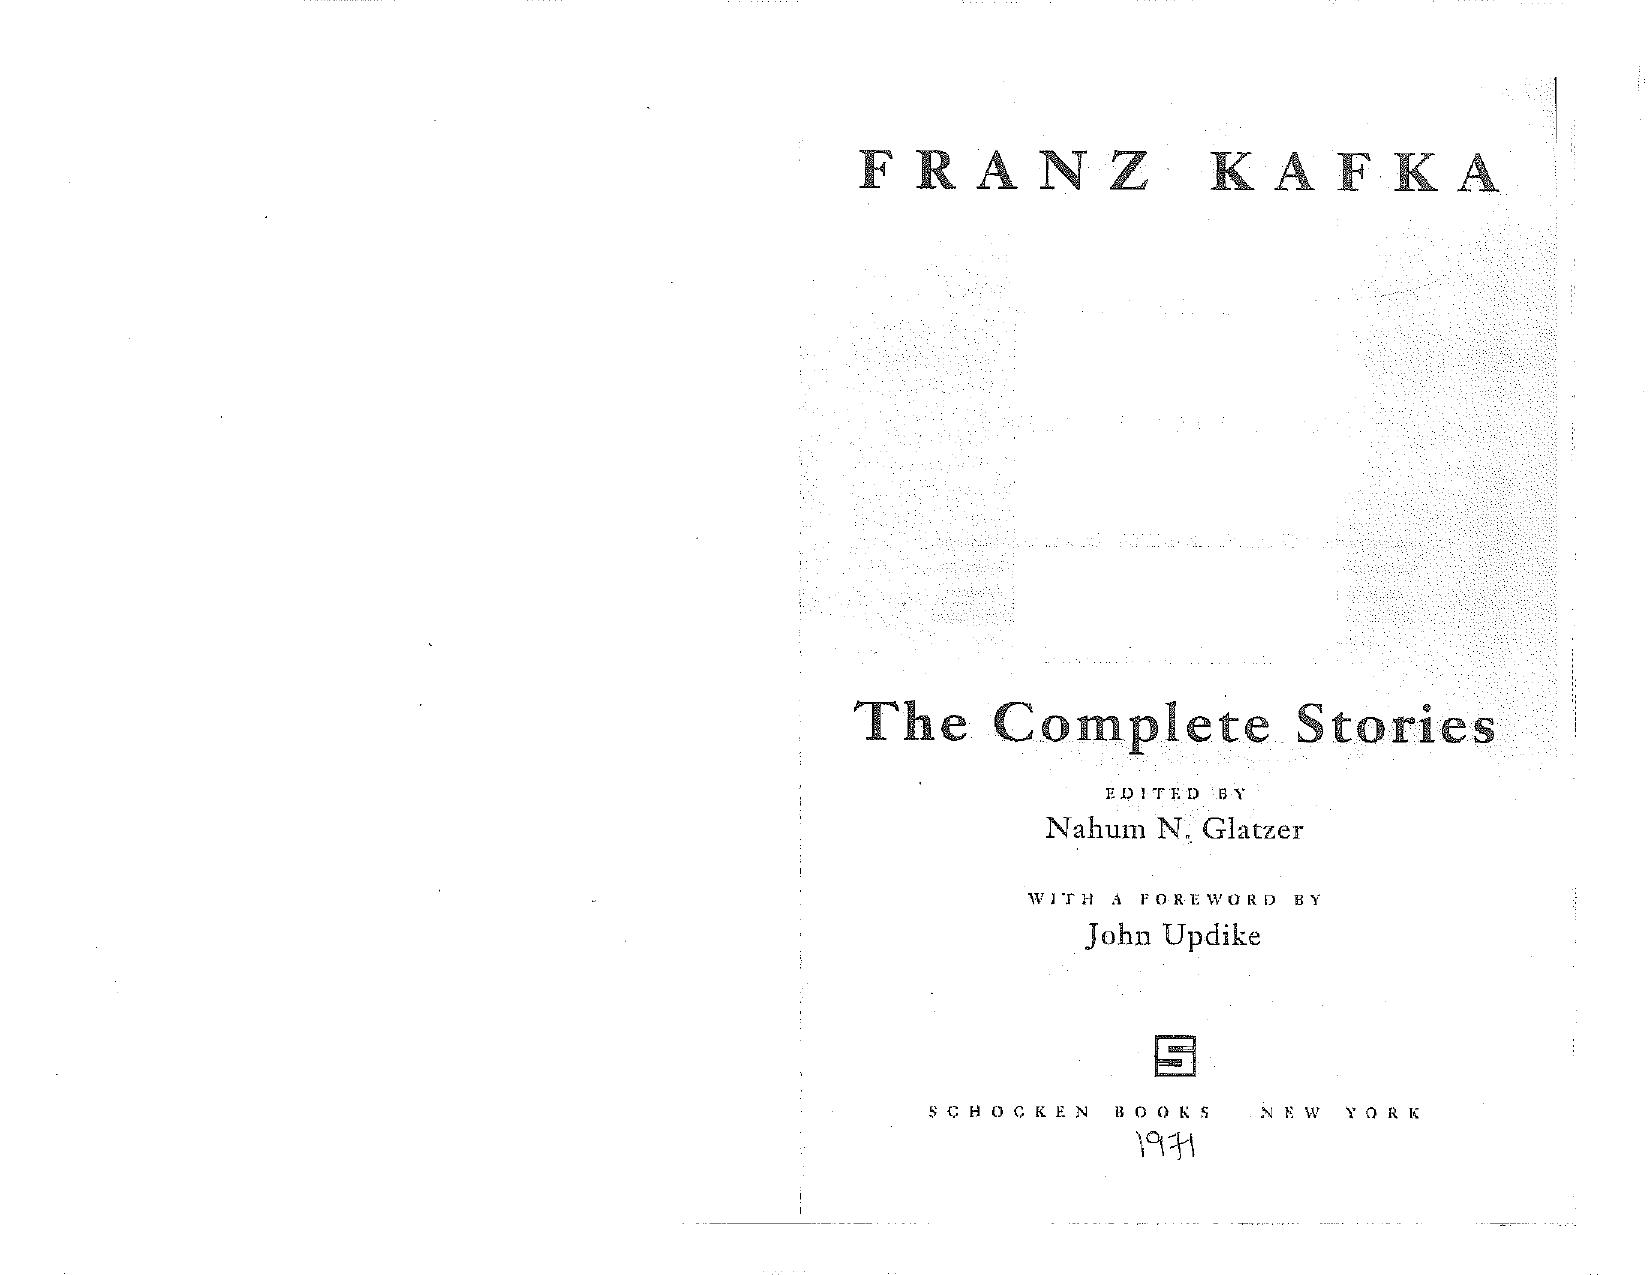 FRANZ KAFKA
The Complete Stories
EDITED BY
Nahum N. Glatzer
WITH A FOREWORD BY
John Updike
S
SCHOCKEN BOOKS NEW YORK
1971